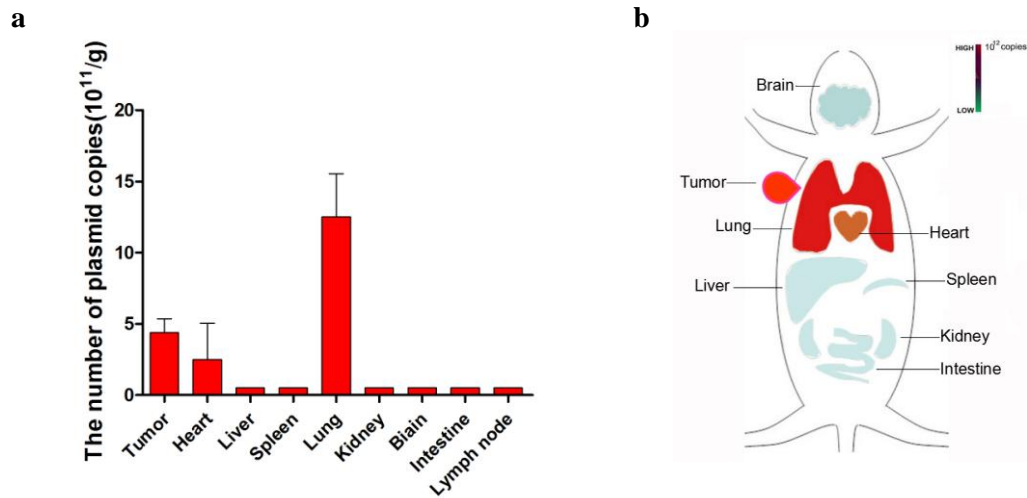 a
The number of plasmid copies(10¹¹/g)
20
15
10
5
0
Tumor
Heart
Liver
Spleen
Lung
Kidney
Biain
Intestine
Lymph node
b
HIGH
10¹² copies
LOW
Brain
Tumor
Lung
Heart
Liver
Spleen
Kidney
Intestine